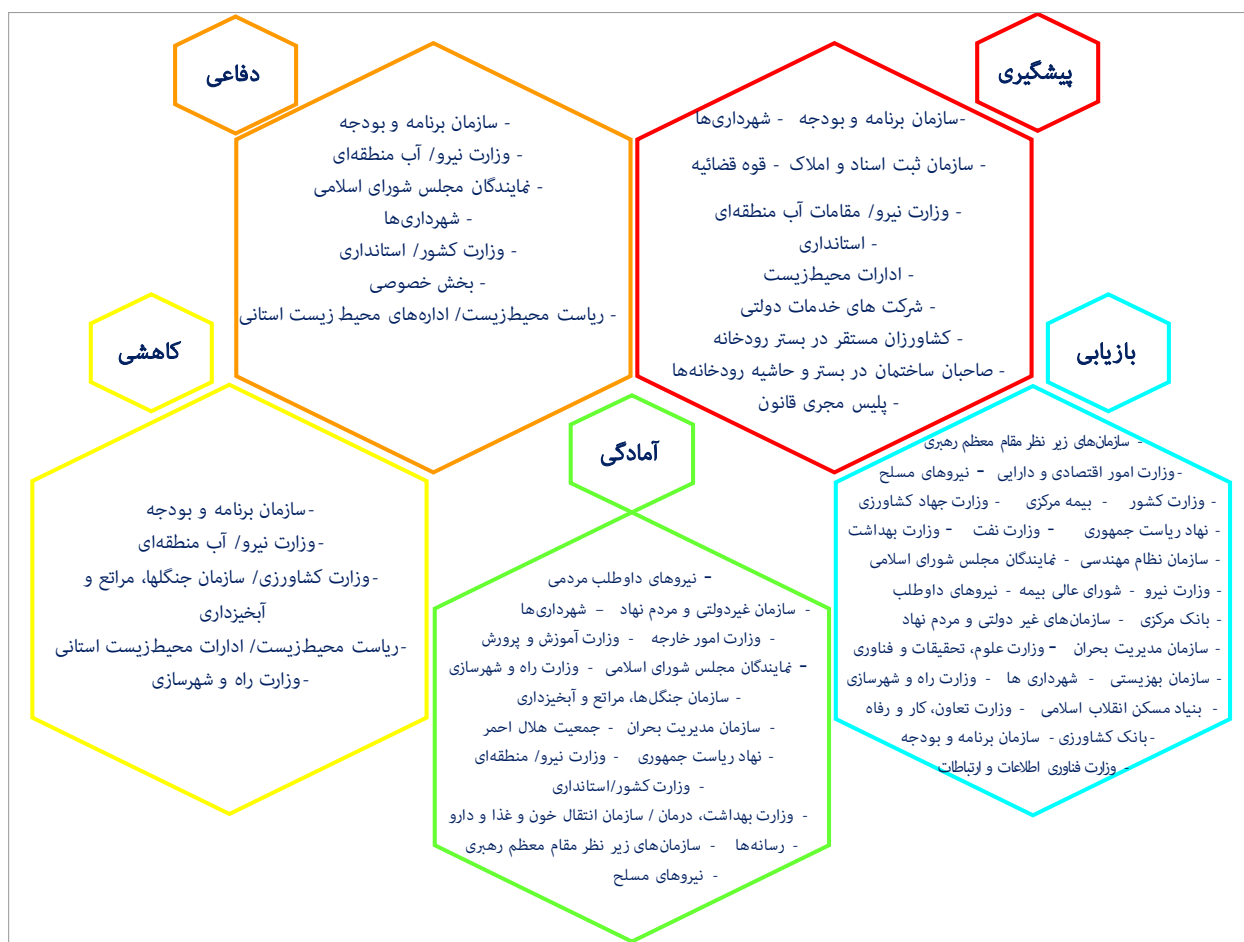 پیشگیری
-سازمان برنامه و بودجه - شهرداری‌ها
- سازمان ثبت اسناد و املاک - قوه قضائیه
- وزارت نیرو/ مقامات آب منطقه‌ای
- استانداری
- ادارات محیط‌زیست
- شرکت های خدمات دولتی
- کشاورزان مستقر در بستر رودخانه
- صاحبان ساختمان در بستر و حاشیه رودخانه‌ها
- پلیس مجری قانون
دفاعی
- سازمان برنامه و بودجه
- وزارت نیرو/ آب منطقه‌ای
- نمایندگان مجلس شورای اسلامی
- شهرداری‌ها
- وزارت کشور/ استانداری
- بخش خصوصی
- ریاست محیط‌زیست/ اداره‌های محیط زیست استانی
بازیابی
- سازمان‌های زیر نظر مقام معظم رهبری
-وزارت امور اقتصادی و دارایی – نیروهای مسلح
- وزارت کشور - بیمه مرکزی - وزارت جهاد کشاورزی
- نهاد ریاست جمهوری – وزارت نفت – وزارت بهداشت
- سازمان نظام مهندسی - نمایندگان مجلس شورای اسلامی
- وزارت نیرو - شورای عالی بیمه - نیروهای داوطلب
- بانک مرکزی - سازمان‌های غیر دولتی و مردم نهاد
- سازمان مدیریت بحران – وزارت علوم، تحقیقات و فناوری
- سازمان بهزیستی - شهرداری ها - وزارت راه و شهرسازی
- بنیاد مسکن انقلاب اسلامی - وزارت تعاون، کار و رفاه
-بانک کشاورزی - سازمان برنامه و بودجه
- وزارت فناوری اطلاعات و ارتباطات
آمادگی
– نیروهای داوطلب مردمی
- سازمان غیردولتی و مردم نهاد – شهرداری‌ها
- وزارت امور خارجه - وزارت آموزش و پرورش
– نمایندگان مجلس شورای اسلامی - وزارت راه و شهرسازی
- سازمان جنگل‌ها، مراتع و آبخیزداری
- سازمان مدیریت بحران - جمعیت هلال احمر
- نهاد ریاست جمهوری - وزارت نیرو/ منطقه‌ای
- وزارت کشور/استانداری
- وزارت بهداشت، درمان / سازمان انتقال خون و غذا و دارو
- رسانه‌ها - سازمان‌های زیر نظر مقام معظم رهبری
- نیروهای مسلح
کاهشی
-سازمان برنامه و بودجه
-وزارت نیرو/ آب منطقه‌ای
-وزارت کشاورزی/ سازمان جنگلها، مراتع و
آبخیزداری
-ریاست محیط‌زیست/ ادارات محیط‌زیست استانی
-وزارت راه و شهرسازی